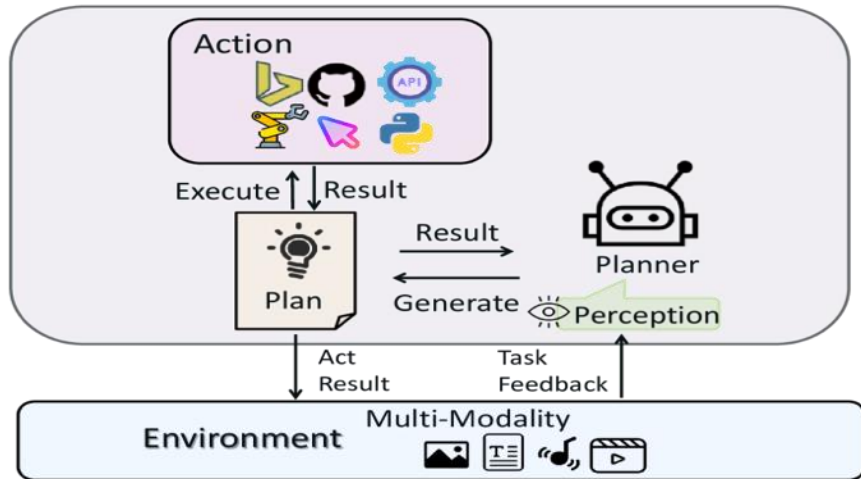 Action
API
Execute
Result
Result
Planner
Plan
Generate
Perception
Act
Result
Task
Feedback
Multi-Modality
Environment
T